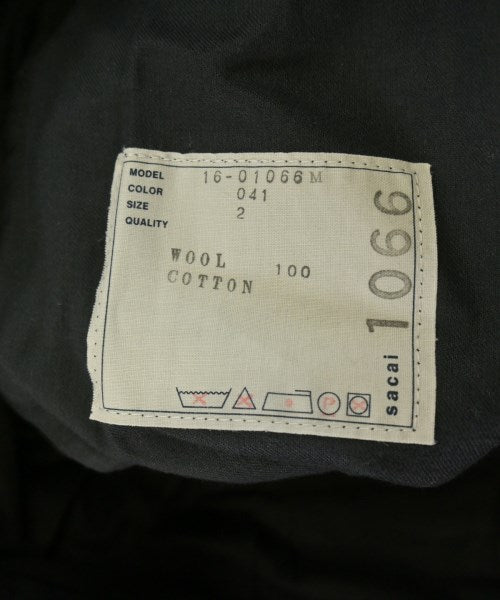 MODEL 16-01066M
COLOR 041
SIZE 2
QUALITY
WOOL 100
COTTON
P
sacai 1066